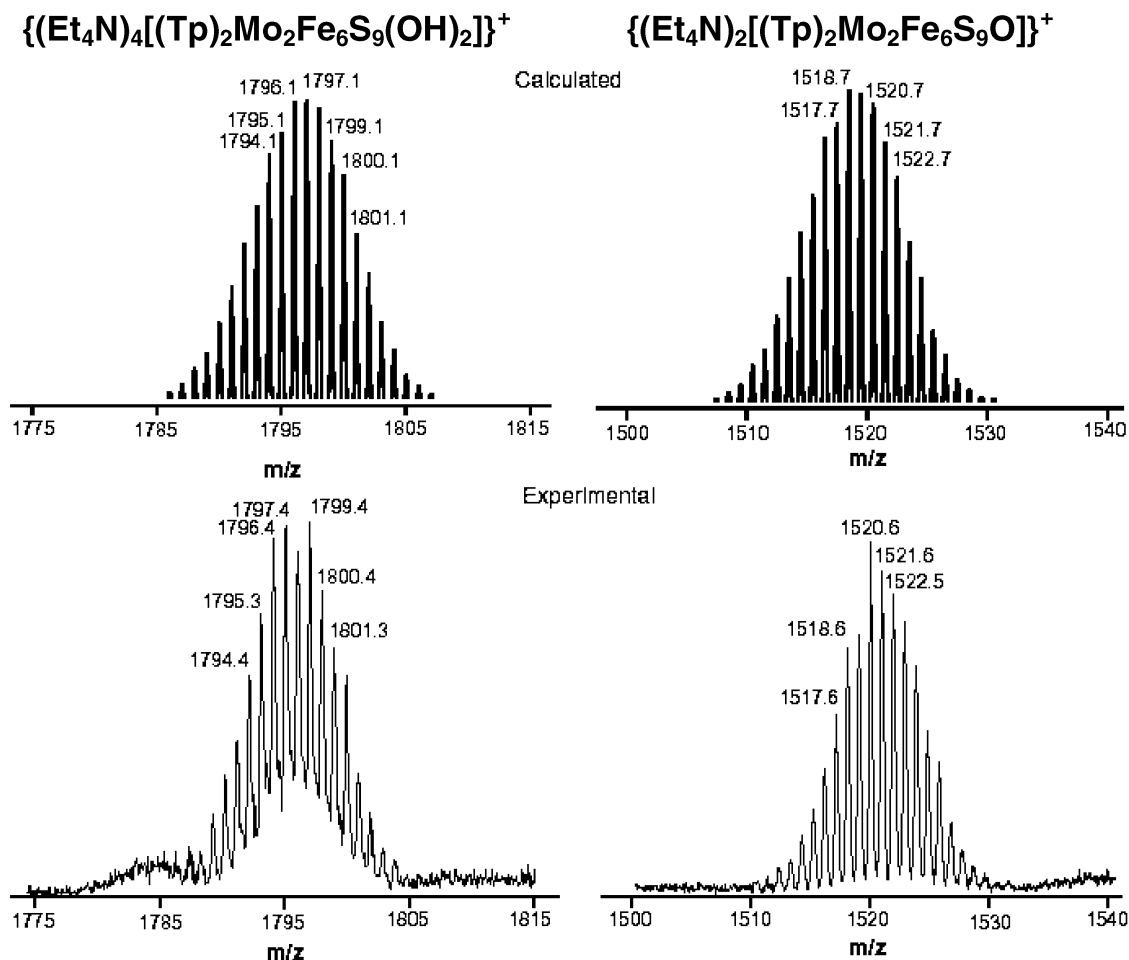 {(Et₄N)₄[(Tp)₂Mo₂Fe₆S₉(OH)₂]}⁺
{(Et₄N)₂[(Tp)₂Mo₂Fe₆S₉O]}⁺
Calculated
1796.1 1797.1
1795.1
1794.1
1799.1
1800.1
1801.1
1775 1785 1795 1805 1815
m/z
1518.7
1520.7
1517.7
1521.7
1522.7
1500 1510 1520 1530 1540
m/z
Experimental
1797.4 1799.4
1796.4
1800.4
1795.3
1801.3
1794.4
1775 1785 1795 1805 1815
m/z
1520.6
1521.6
1522.5
1518.6
1517.6
1500 1510 1520 1530 1540
m/z